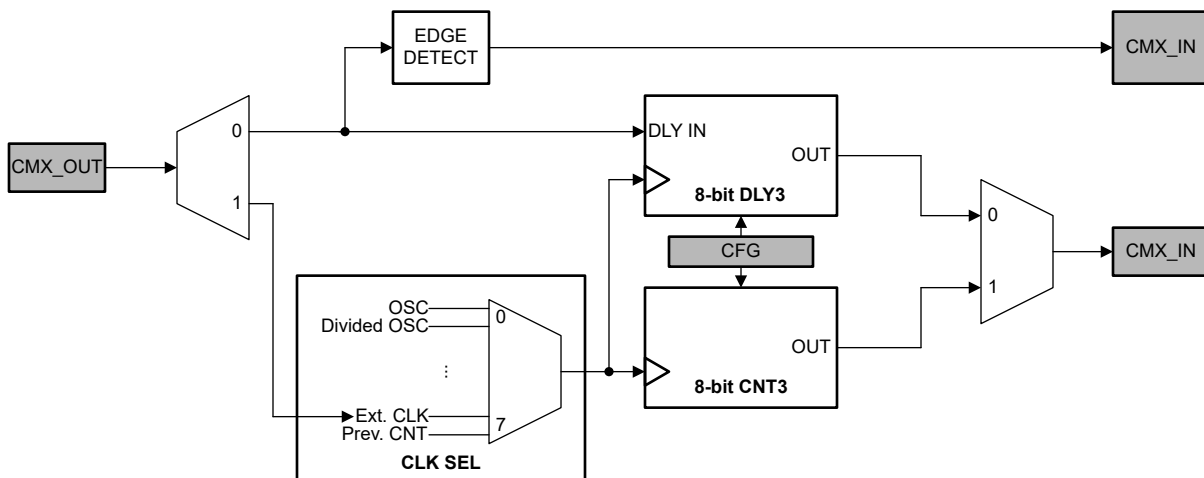 EDGE
DETECT
CMX_IN
0
DLY IN
CMX_OUT
OUT
1
8-bit DLY3
0
CFG
CMX_IN
1
OSC
0
Divided OSC
OUT
⋮
8-bit CNT3
Ext. CLK
7
Prev. CNT
CLK SEL